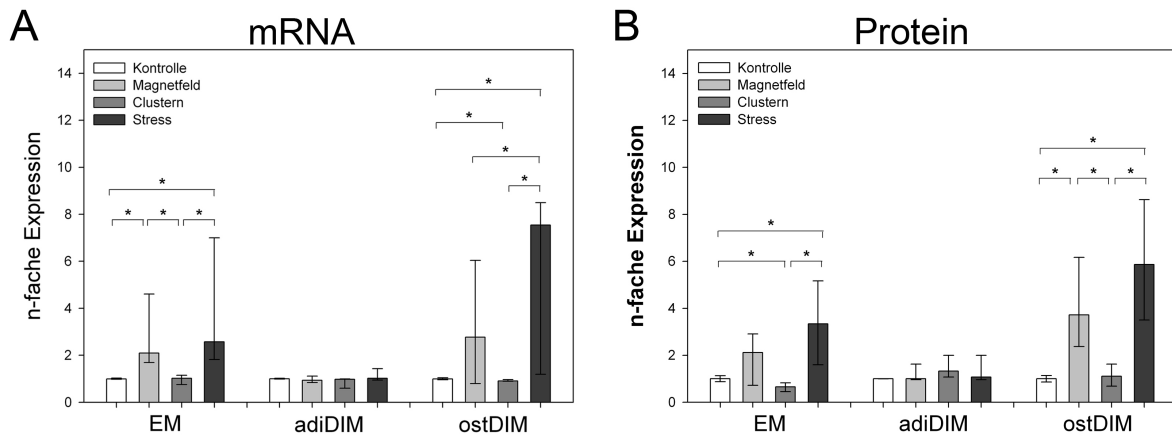 A
mRNA
n-fache Expression
14
12
10
8
6
4
2
0
Kontrolle
Magnetfeld
Clustern
Stress
*
*
*
*
*
*
*
*
EM
adiDIM
ostDIM
B
Protein
n-fache Expression
14
12
10
8
6
4
2
0
Kontrolle
Magnetfeld
Clustern
Stress
*
*
*
*
*
*
*
EM
adiDIM
ostDIM